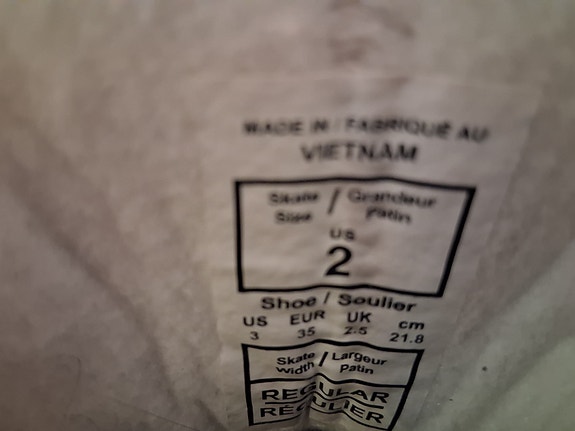 MADE IN / FABRIQUÉ AU
VIETNAM
Skate Size / Grandeur Patin
US
2
Shoe / Soulier
US EUR UK cm
3 35 2.5 21.8
Skate Width / Largeur Patin
REGULAR
RÉGULIER